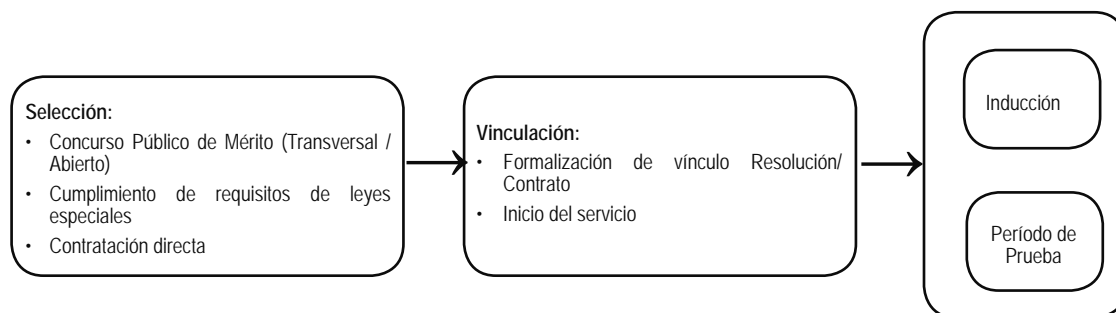 Selección:
• Concurso Público de Mérito (Transversal /
Abierto)
• Cumplimiento de requisitos de leyes
especiales
• Contratación directa
Vinculación:
• Formalización de vínculo Resolución/
Contrato
• Inicio del servicio
Inducción
Período de
Prueba